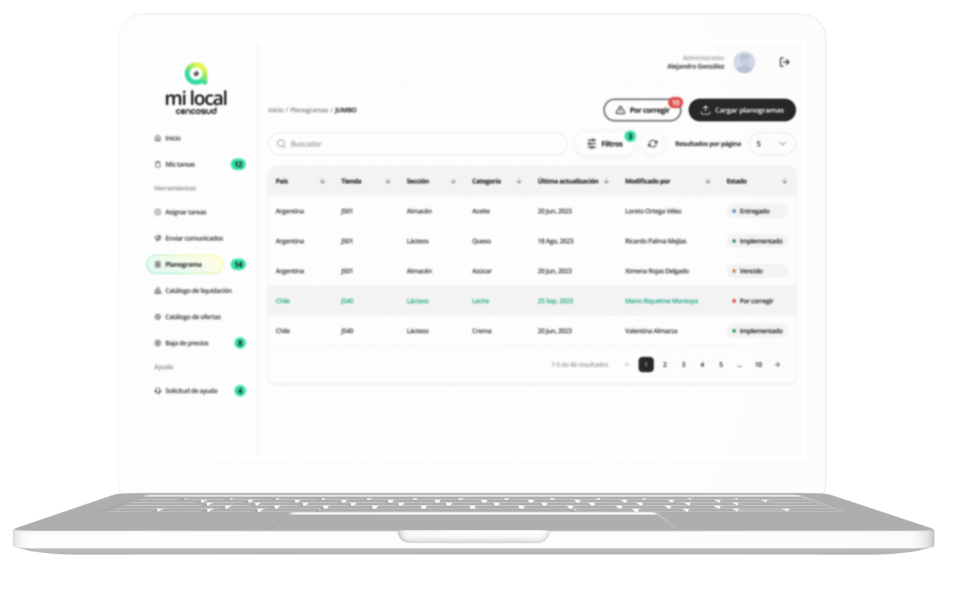 Administrador
Alejandro González
mi local
cencosud
Inicio / Planogramas / JUMBO
Por corregir
10
Cargar planogramas
Inicio
Mis tareas 12
Herramientas
Asignar tareas
Enviar comunicados
Planograma 14
Catálogo de liquidación
Catálogo de ofertas
Baja de precios 8
Ayuda
Solicitud de ayuda 4
Buscador
Filtros 3
Resultados por página 5
País Tienda Sección Categoría Última actualización Modificado por Estado
Argentina J501 Almacén Aceite 20 Jun, 2023 Loreto Ortega Vélez Entregado
Argentina J501 Lácteos Queso 18 Ago, 2023 Ricardo Palma Mejías Implementado
Argentina J501 Almacén Azúcar 20 Jun, 2023 Ximena Rojas Delgado Vencido
Chile J540 Lácteos Leche 25 Sep, 2023 Mario Riquelme Montoya Por corregir
Chile J540 Lácteos Crema 20 Jun, 2023 Valentina Almarza Implementado
1-5 de 46 resultados 1 2 3 4 5 ... 10